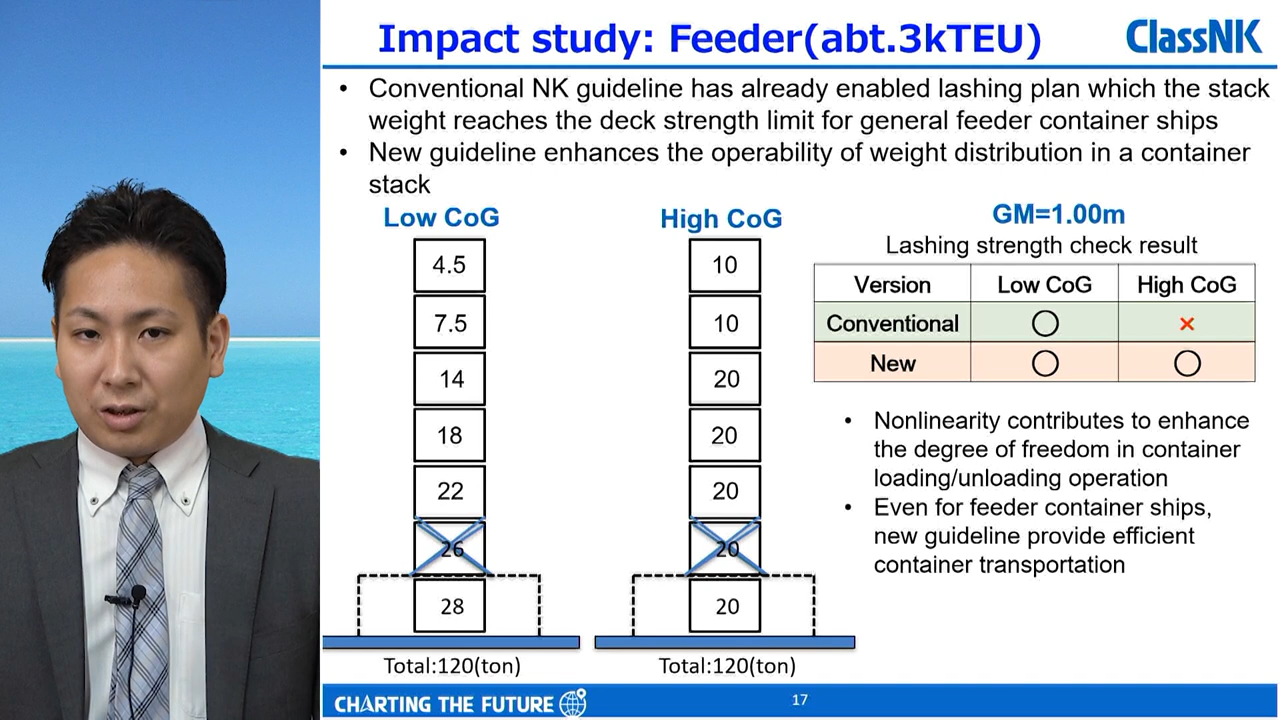 Impact study: Feeder(abt.3kTEU)
ClassNK
• Conventional NK guideline has already enabled lashing plan which the stack
weight reaches the deck strength limit for general feeder container ships
• New guideline enhances the operability of weight distribution in a container
stack
Low CoG
4.5
7.5
14
18
22
26
28
Total:120(ton)
High CoG
10
10
20
20
20
20
20
Total:120(ton)
GM=1.00m
Lashing strength check result
Version Low CoG High CoG
Conventional ○ ×
New ○ ○
• Nonlinearity contributes to enhance
the degree of freedom in container
loading/unloading operation
• Even for feeder container ships,
new guideline provide efficient
container transportation
CHARTING THE FUTURE
17